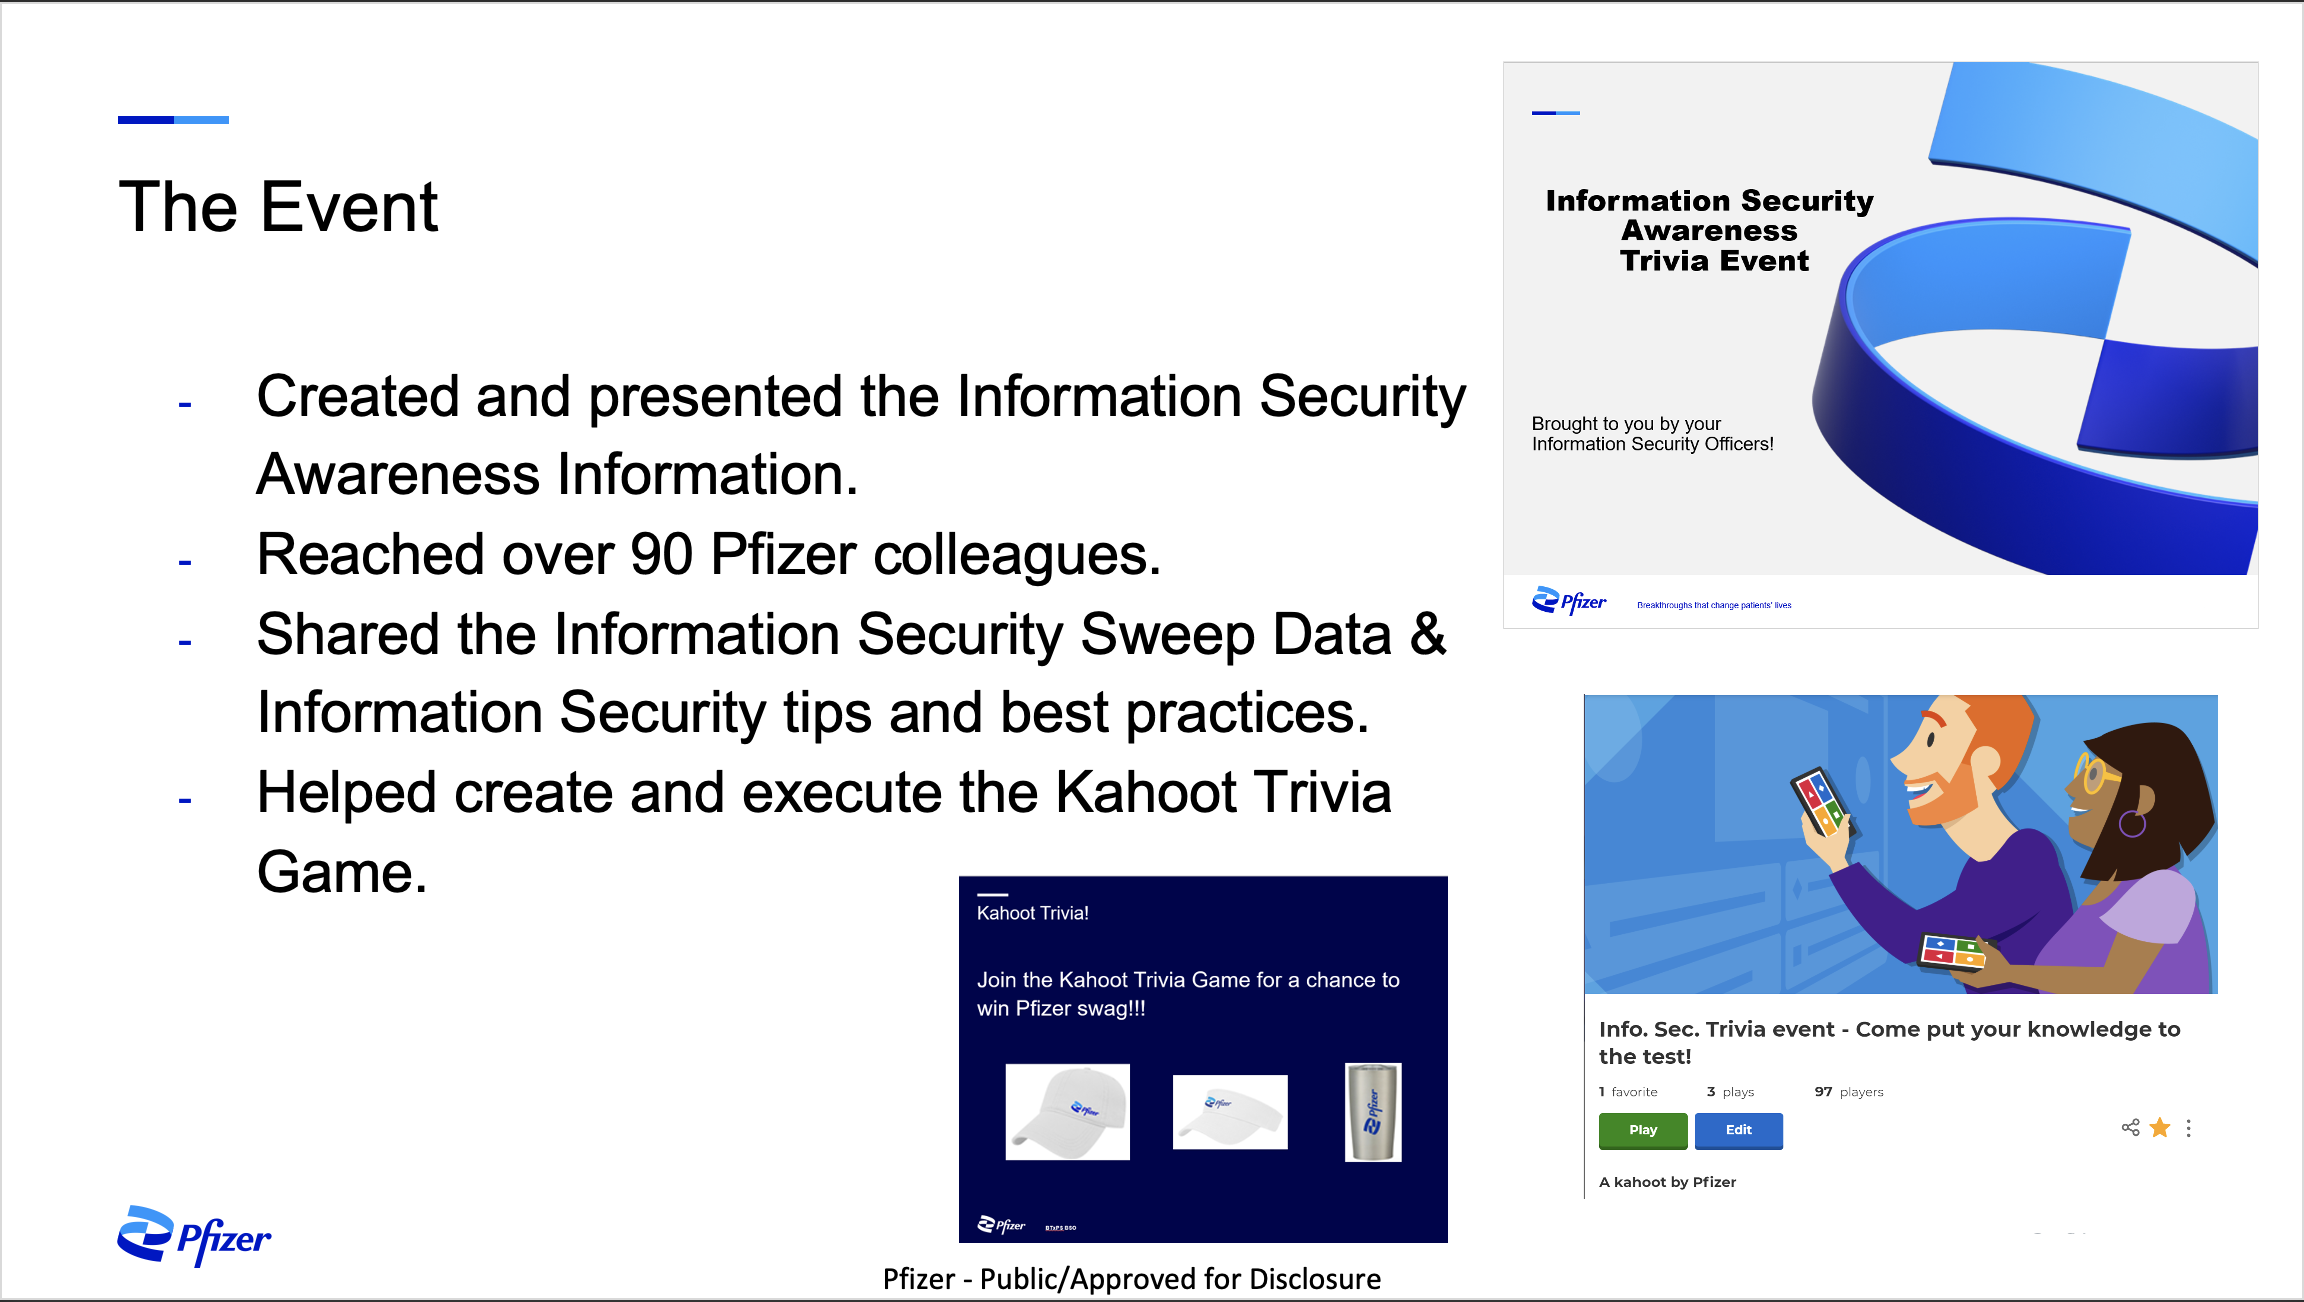 The Event
- Created and presented the Information Security
Awareness Information.
- Reached over 90 Pfizer colleagues.
- Shared the Information Security Sweep Data &
Information Security tips and best practices.
- Helped create and execute the Kahoot Trivia
Game.
Information Security
Awareness
Trivia Event
Brought to you by your
Information Security Officers!
Pfizer
Breakthroughs that change patients' lives
Kahoot Trivia!
Join the Kahoot Trivia Game for a chance to
win Pfizer swag!!!
Pfizer
Pfizer
Pfizer
Pfizer
Info. Sec. Trivia event - Come put your knowledge to
the test!
1 favorite 3 plays 97 players
Play Edit
A kahoot by Pfizer
Pfizer
Pfizer - Public/Approved for Disclosure